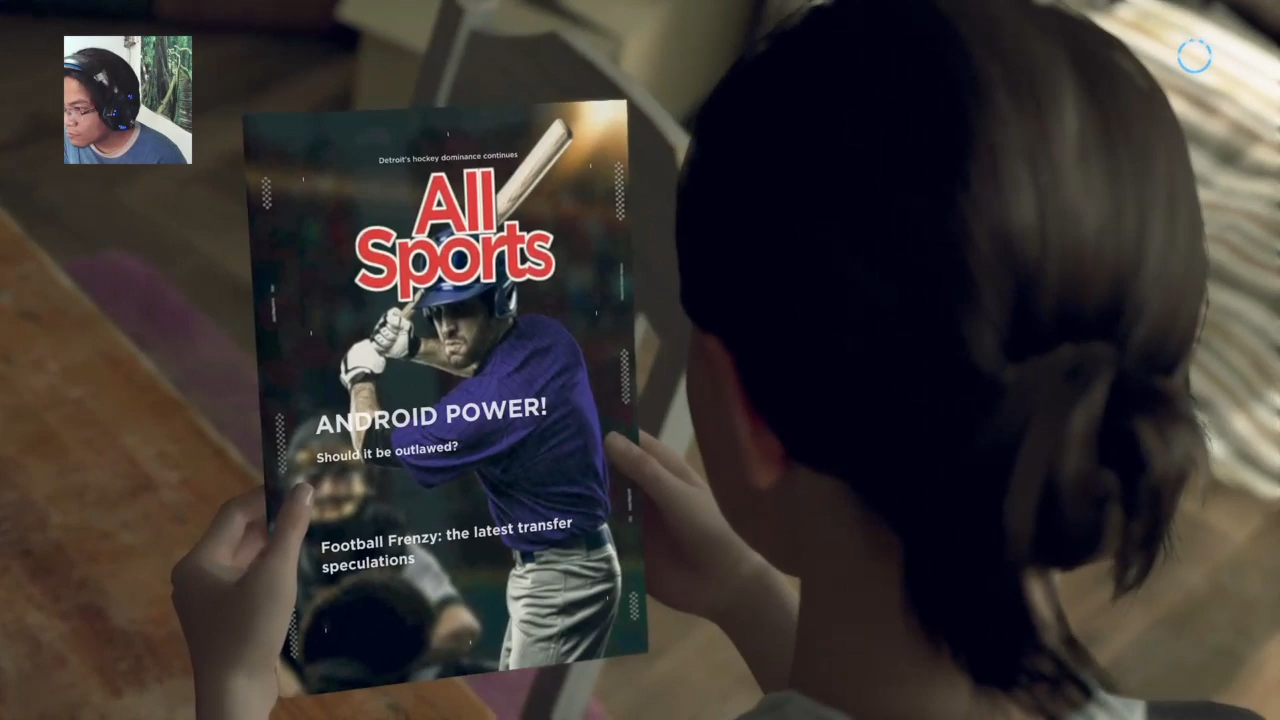 Detroit's hockey dominance continues
All
Sports
ANDROID POWER!
Should it be outlawed?
Football Frenzy: the latest transfer
speculations